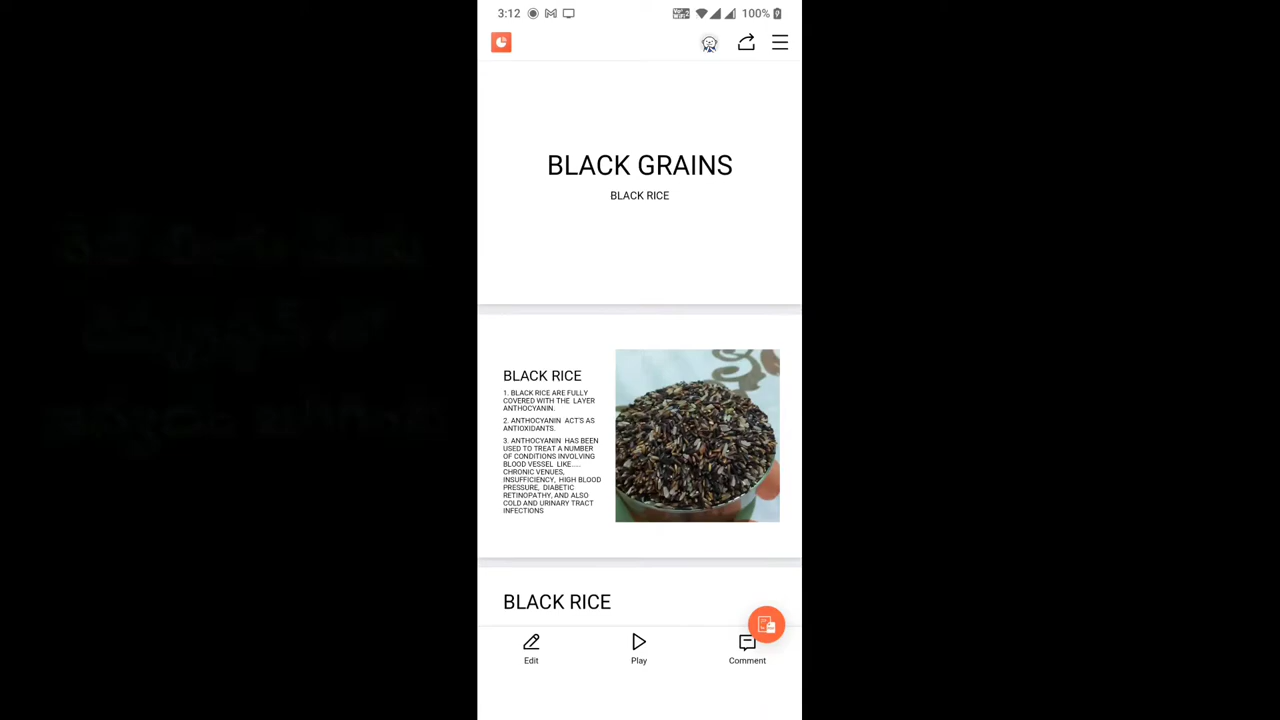 3:12
100%
BLACK GRAINS
BLACK RICE
BLACK RICE
1. BLACK RICE ARE FULLY
COVERED WITH THE LAYER
ANTHOCYANIN.
2. ANTHOCYANIN ACT'S AS
ANTIOXIDANTS.
3. ANTHOCYANIN HAS BEEN
USED TO TREAT A NUMBER
OF CONDITIONS INVOLVING
BLOOD VESSEL LIKE.....
CHRONIC VENUES,
INSUFFICIENCY, HIGH BLOOD
PRESSURE, DIABETIC
RETINOPATHY, AND ALSO
COLD AND URINARY TRACT
INFECTIONS
BLACK RICE
Edit
Play
Comment